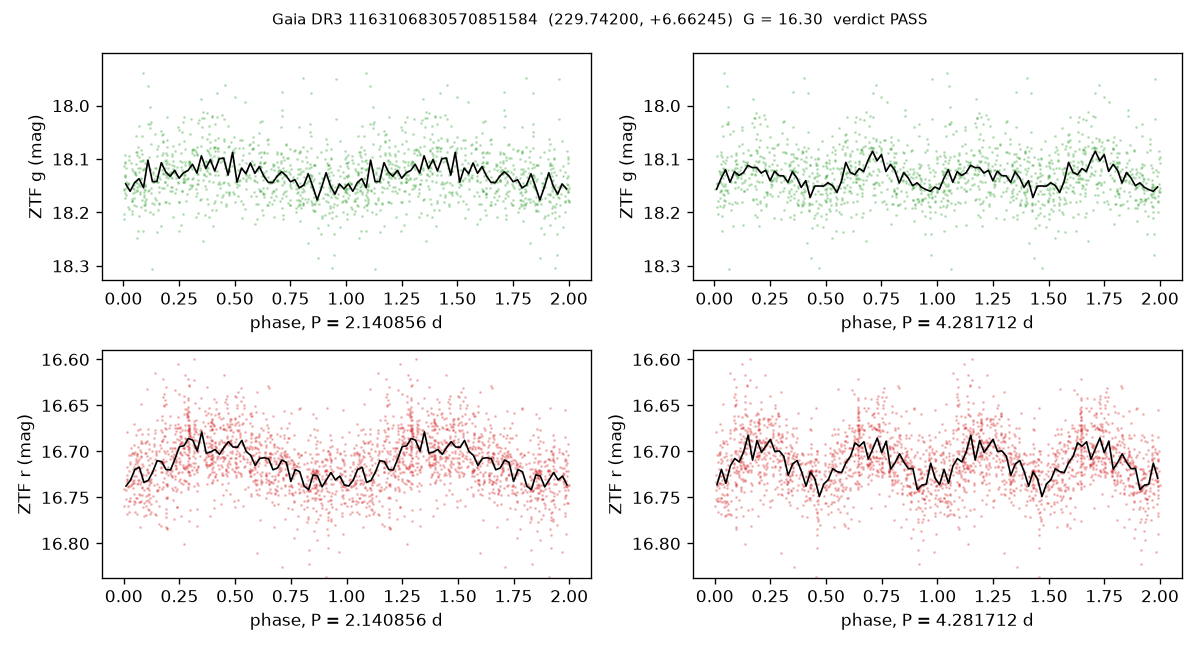 Gaia DR3 1163106830570851584 (229.74200, +6.66245) G = 16.30 verdict PASS
ZTF g (mag)
18.0
18.1
18.2
18.3
0.00 0.25 0.50 0.75 1.00 1.25 1.50 1.75 2.00
phase, P = 2.140856 d
ZTF g (mag)
18.0
18.1
18.2
18.3
0.00 0.25 0.50 0.75 1.00 1.25 1.50 1.75 2.00
phase, P = 4.281712 d
ZTF r (mag)
16.60
16.65
16.70
16.75
16.80
0.00 0.25 0.50 0.75 1.00 1.25 1.50 1.75 2.00
phase, P = 2.140856 d
ZTF r (mag)
16.60
16.65
16.70
16.75
16.80
0.00 0.25 0.50 0.75 1.00 1.25 1.50 1.75 2.00
phase, P = 4.281712 d